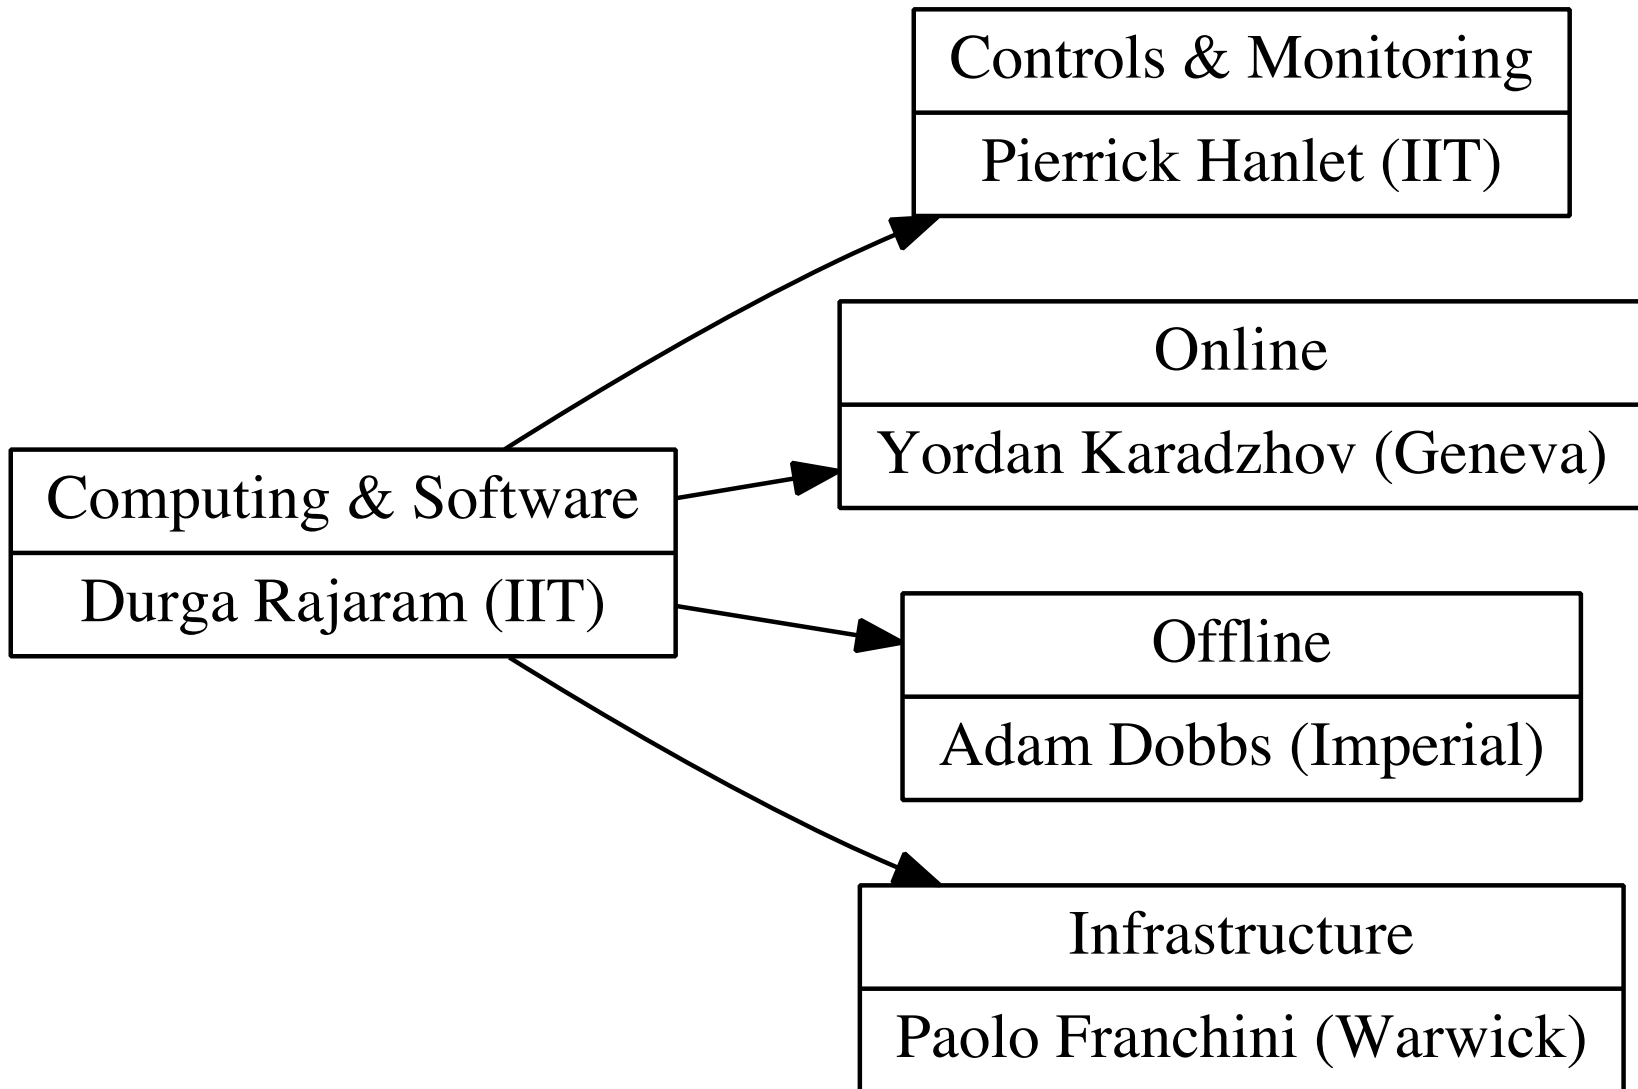 Controls & Monitoring
Pierrick Hanlet (IIT)
Online
Yordan Karadzhov (Geneva)
Computing & Software
Durga Rajaram (IIT)
Offline
Adam Dobbs (Imperial)
Infrastructure
Paolo Franchini (Warwick)